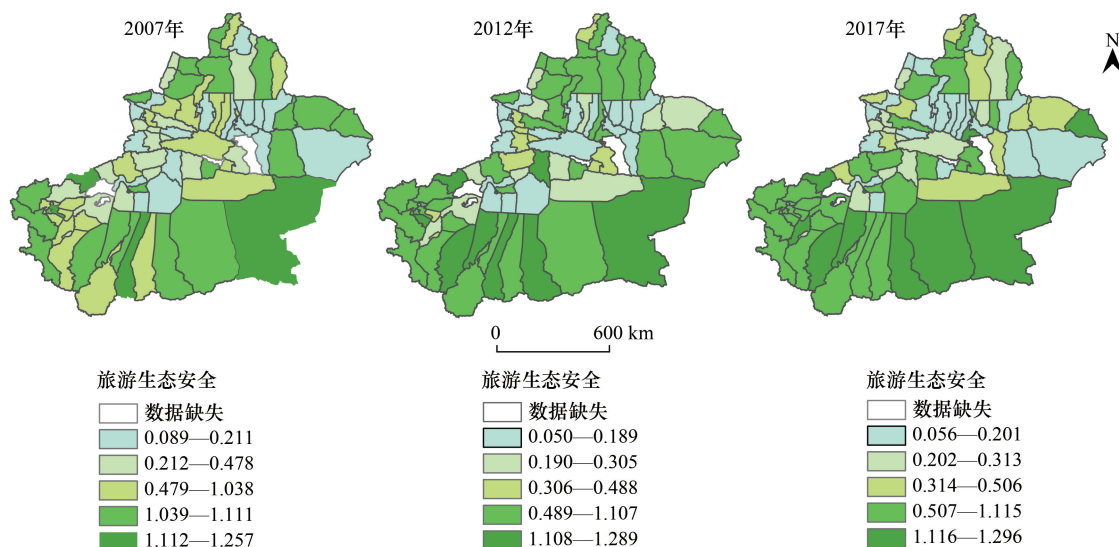 2007年
2012年
2017年
N
0 600 km
旅游生态安全
数据缺失
0.089—0.211
0.212—0.478
0.479—1.038
1.039—1.111
1.112—1.257
旅游生态安全
数据缺失
0.050—0.189
0.190—0.305
0.306—0.488
0.489—1.107
1.108—1.289
旅游生态安全
数据缺失
0.056—0.201
0.202—0.313
0.314—0.506
0.507—1.115
1.116—1.296